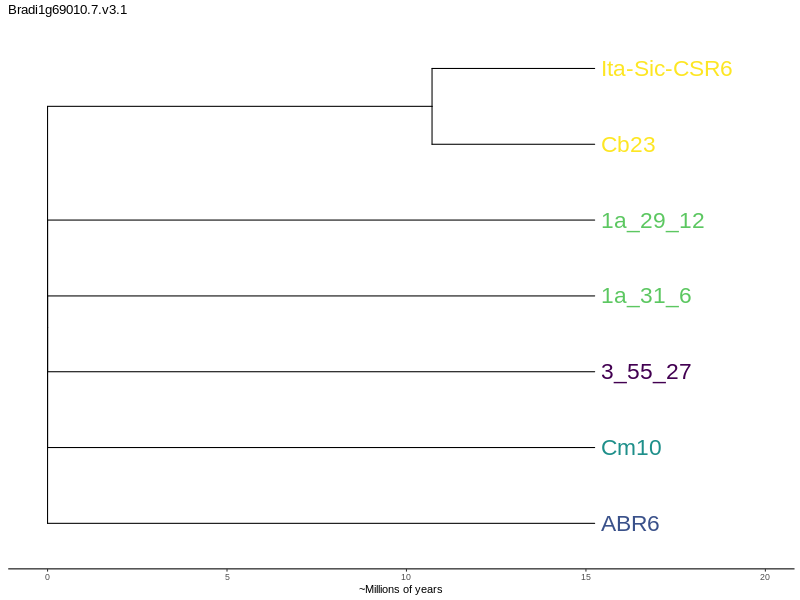 Bradi1g69010.7.v3.1
Ita-Sic-CSR6
Cb23
1a_29_12
1a_31_6
3_55_27
Cm10
ABR6
0 5 10 15 20
~Millions of years